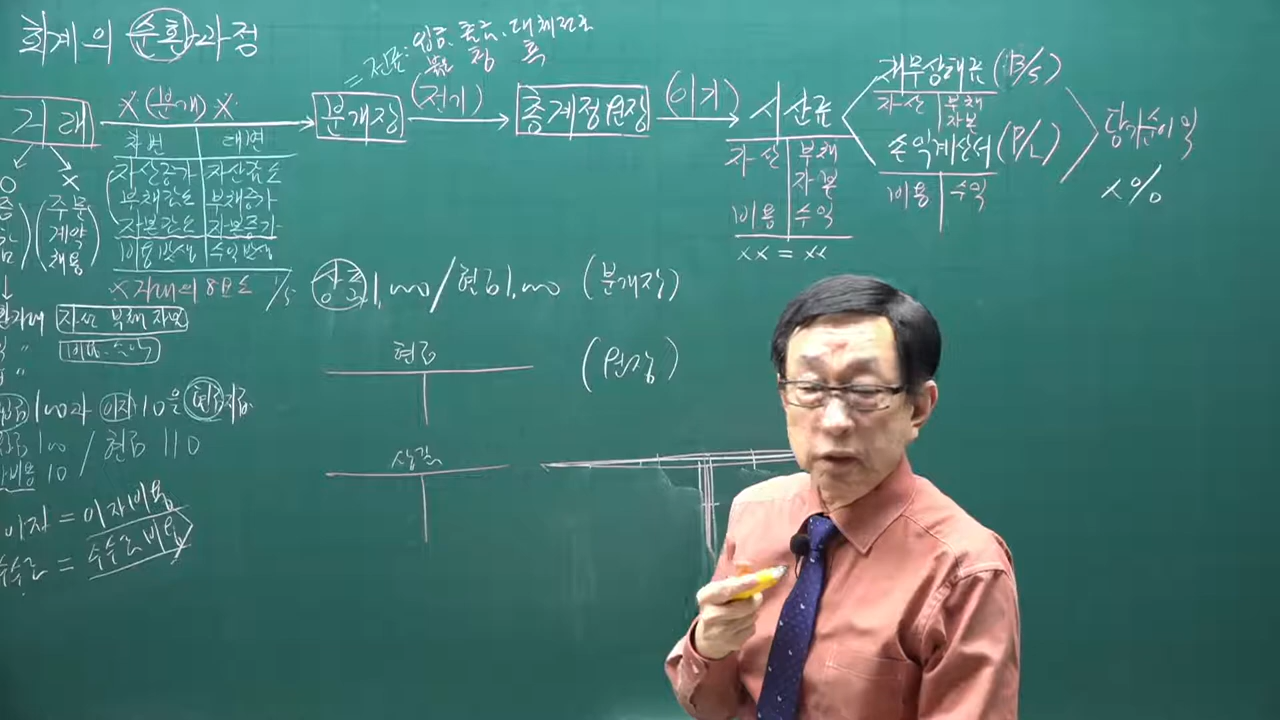 회계의 순환과정
= 전표: 입금, 출금, 대체전표
거래
※(분개)※
분개장
(전기)
총계정원장
(이기)
시산표
재무상태표(B/S)
자산 부채
자본
손익계산서(P/L)
비용 수익
당기순이익
x%
차변 대변
자산증가 자산감소
부채감소 부채증가
자본감소 자본증가
비용발생 수익발생
※ 거래의 8요소
O X
주문
계약
채용
자산 부채
자본
비용 수익
xx = xx
자산 부채 자본
비용. 수익
1/5 상품 1,000/현금 1,000 (분개장)
현금 (원장)
상품
100과 이자 10을 현금지급
100 / 현금 110
비용 10
이자 = 이자비용
수수료 = 수수료비용